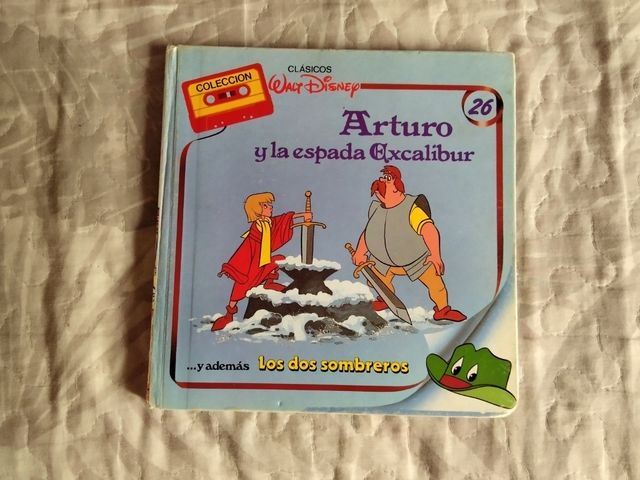 COLECCION
CLÁSICOS
WALT DISNEY
26
Arturo
y la espada Excalibur
...y además Los dos sombreros